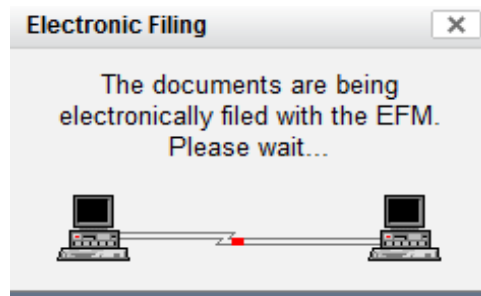 Electronic Filing
The documents are being
electronically filed with the EFM.
Please wait...